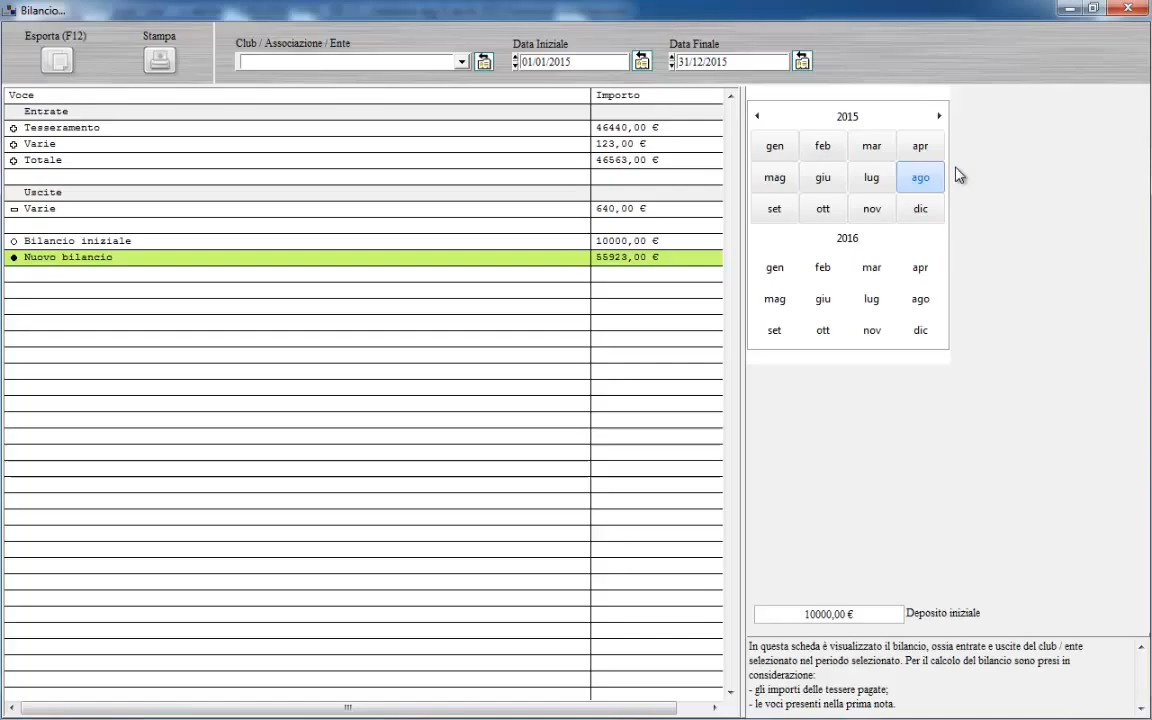 Bilancio...
Esporta (F12)
Stampa
Club / Associazione / Ente
Data Iniziale
Data Finale
01/01/2015
31/12/2015
Voce Importo
Entrate
Tesseramento 46440,00 €
Varie 123,00 €
Totale 46563,00 €
Uscite
Varie 640,00 €
Bilancio iniziale 10000,00 €
Nuovo bilancio 55923,00 €
2015
gen feb mar apr
mag giu lug ago
set ott nov dic
2016
gen feb mar apr
mag giu lug ago
set ott nov dic
10000,00 € Deposito iniziale
In questa scheda è visualizzato il bilancio, ossia entrate e uscite del club / ente
selezionato nel periodo selezionato. Per il calcolo del bilancio sono presi in
considerazione:
- gli importi delle tessere pagate;
- le voci presenti nella prima nota.